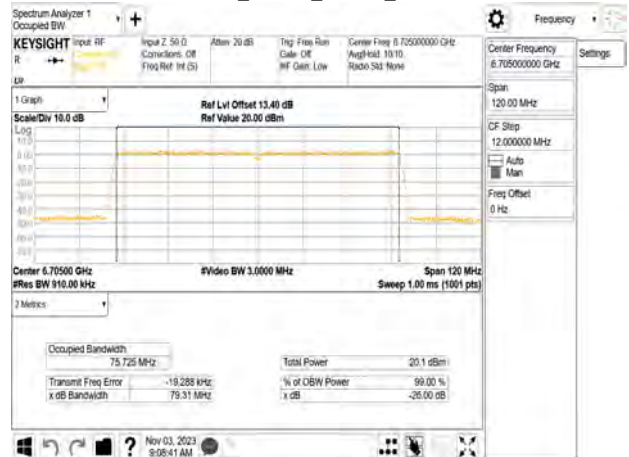 Spectrum Analyzer 1
Occupied BW
Frequency
KEYSIGHT Input: RF
Input Z: 50 Ω
Corrections: Off
Freq Ref: Int (S)
Atten: 20 dB
Trig: Free Run
Gate: Off
#IF Gain: Low
Center Freq: 6.705000000 GHz
Avg|Hold: 10/10
Radio Std: None
R
Center Frequency
6.705000000 GHz
Settings
Span
120.00 MHz
CF Step
12.000000 MHz
Auto
Man
Freq Offset
0 Hz
1 Graph
Scale/Div 10.0 dB
Ref Lvl Offset 13.40 dB
Ref Value 20.00 dBm
Log
Center 6.70500 GHz
#Res BW 910.00 kHz
#Video BW 3.0000 MHz
Span 120 MHz
Sweep 1.00 ms (1001 pts)
2 Metrics
Occupied Bandwidth
75.725 MHz
Total Power 20.1 dBm
Transmit Freq Error -19.288 kHz
% of OBW Power 99.00 %
x dB Bandwidth 79.31 MHz
x dB -26.00 dB
Nov 03, 2023
9:08:41 AM